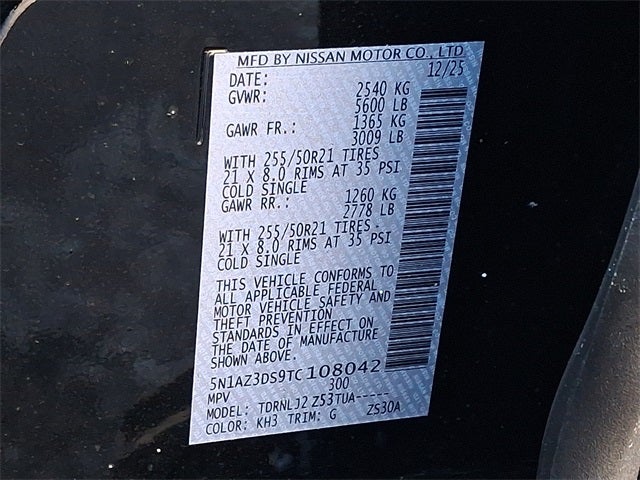 MFD BY NISSAN MOTOR CO., LTD
DATE: 12/25
GVWR: 2540 KG
5600 LB
GAWR FR.: 1365 KG
3009 LB
WITH 255/50R21 TIRES
21 X 8.0 RIMS AT 35 PSI
COLD SINGLE
GAWR RR.: 1260 KG
2778 LB
WITH 255/50R21 TIRES
21 X 8.0 RIMS AT 35 PSI
COLD SINGLE
THIS VEHICLE CONFORMS TO
ALL APPLICABLE FEDERAL
MOTOR VEHICLE SAFETY AND
THEFT PREVENTION
STANDARDS IN EFFECT ON
THE DATE OF MANUFACTURE
SHOWN ABOVE.
5N1AZ3DS9TC108042
MPV 300
MODEL: TDRNLJ2 Z53TUA-----
COLOR: KH3 TRIM: G ZS30A